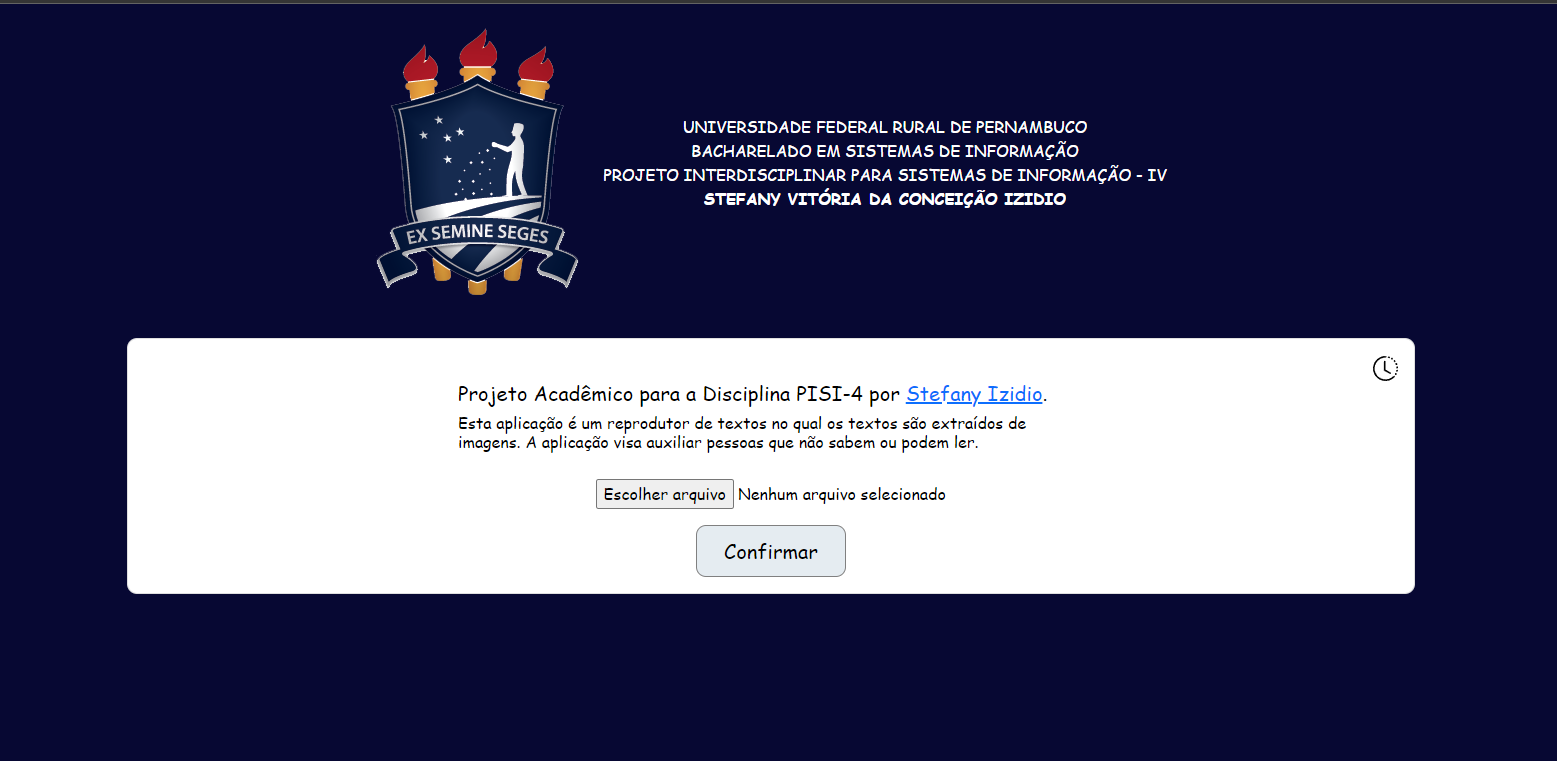 UNIVERSIDADE FEDERAL RURAL DE PERNAMBUCO
BACHARELADO EM SISTEMAS DE INFORMAÇÃO
PROJETO INTERDISCIPLINAR PARA SISTEMAS DE INFORMAÇÃO - IV
STEFANY VITÓRIA DA CONCEIÇÃO IZIDIO
EX SEMINE SEGES
Projeto Acadêmico para a Disciplina PISI-4 por Stefany Izidio.
Esta aplicação é um reprodutor de textos no qual os textos são extraídos de
imagens. A aplicação visa auxiliar pessoas que não sabem ou podem ler.
Escolher arquivo Nenhum arquivo selecionado
Confirmar